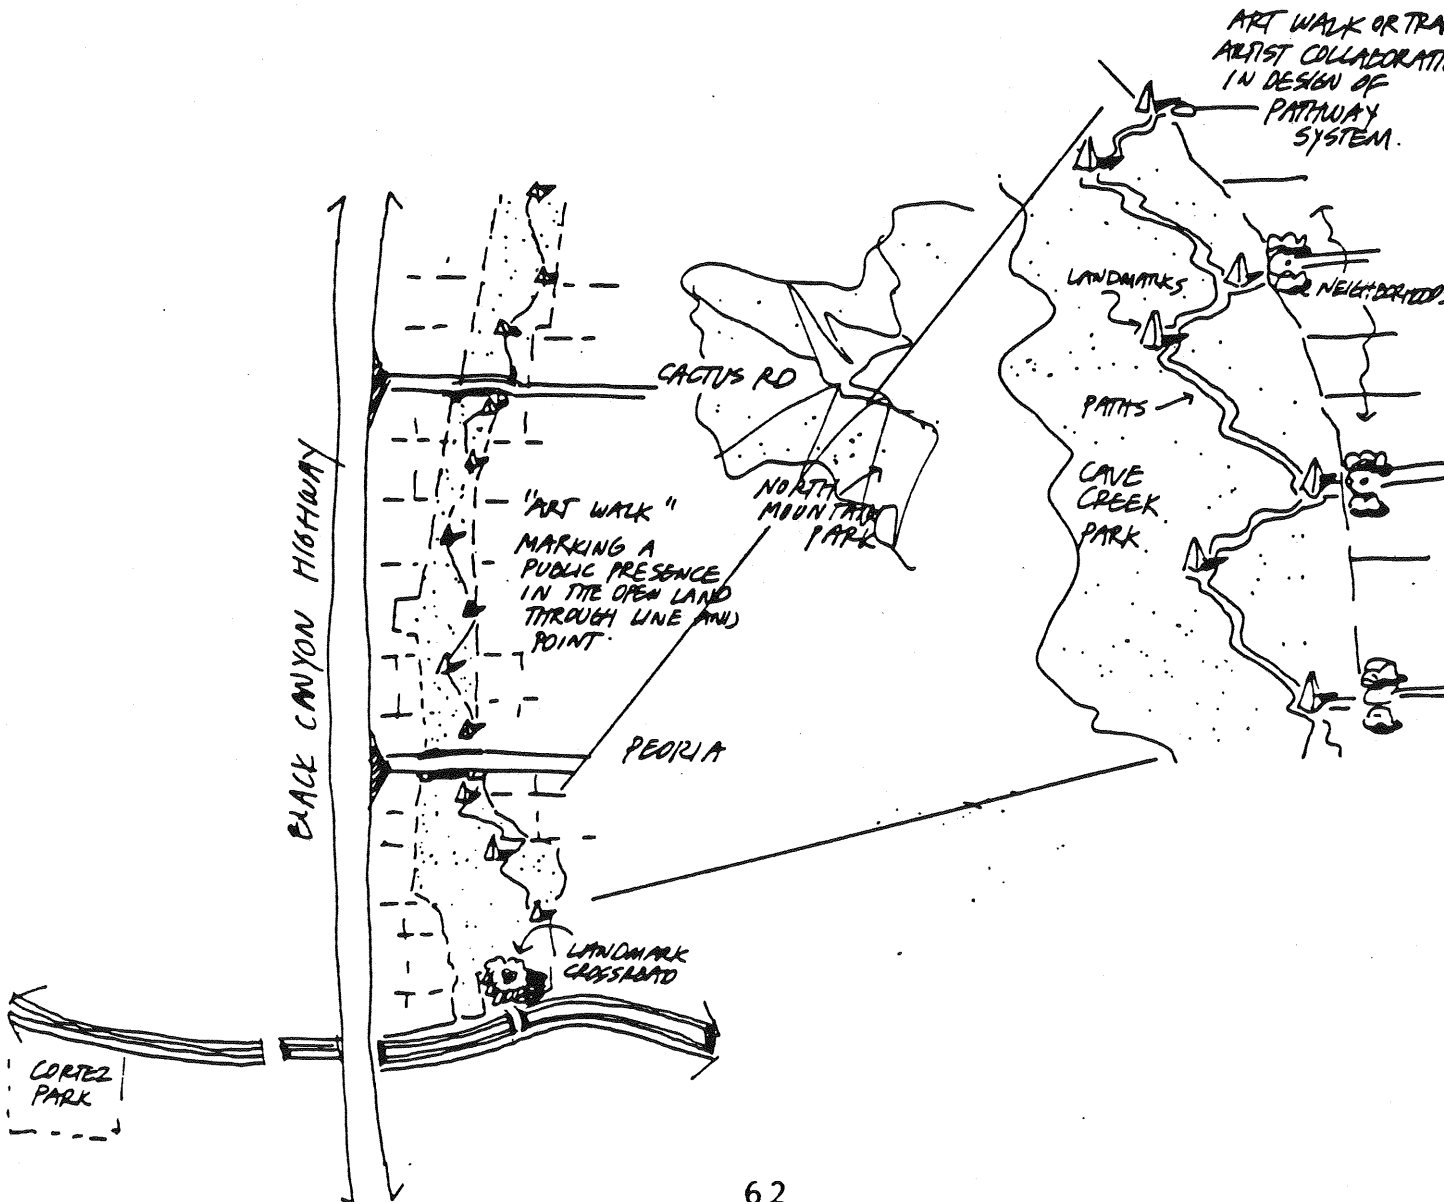 ART WALK OR TRA
ARTIST COLLABORATI
IN DESIGN OF
PATHWAY
SYSTEM.
LANDMARKS
NEIGHBORHOODS
CACTUS RD
PATHS
BLACK CANYON HIGHWAY
"ART WALK"
MARKING A
PUBLIC PRESENCE
IN THE OPEN LAND
THROUGH LINE AND
POINT.
NORTH
MOUNTAIN
PARK
CAVE
CREEK
PARK
PEORIA
LANDMARK
CROSSROAD
CORTEZ
PARK
62